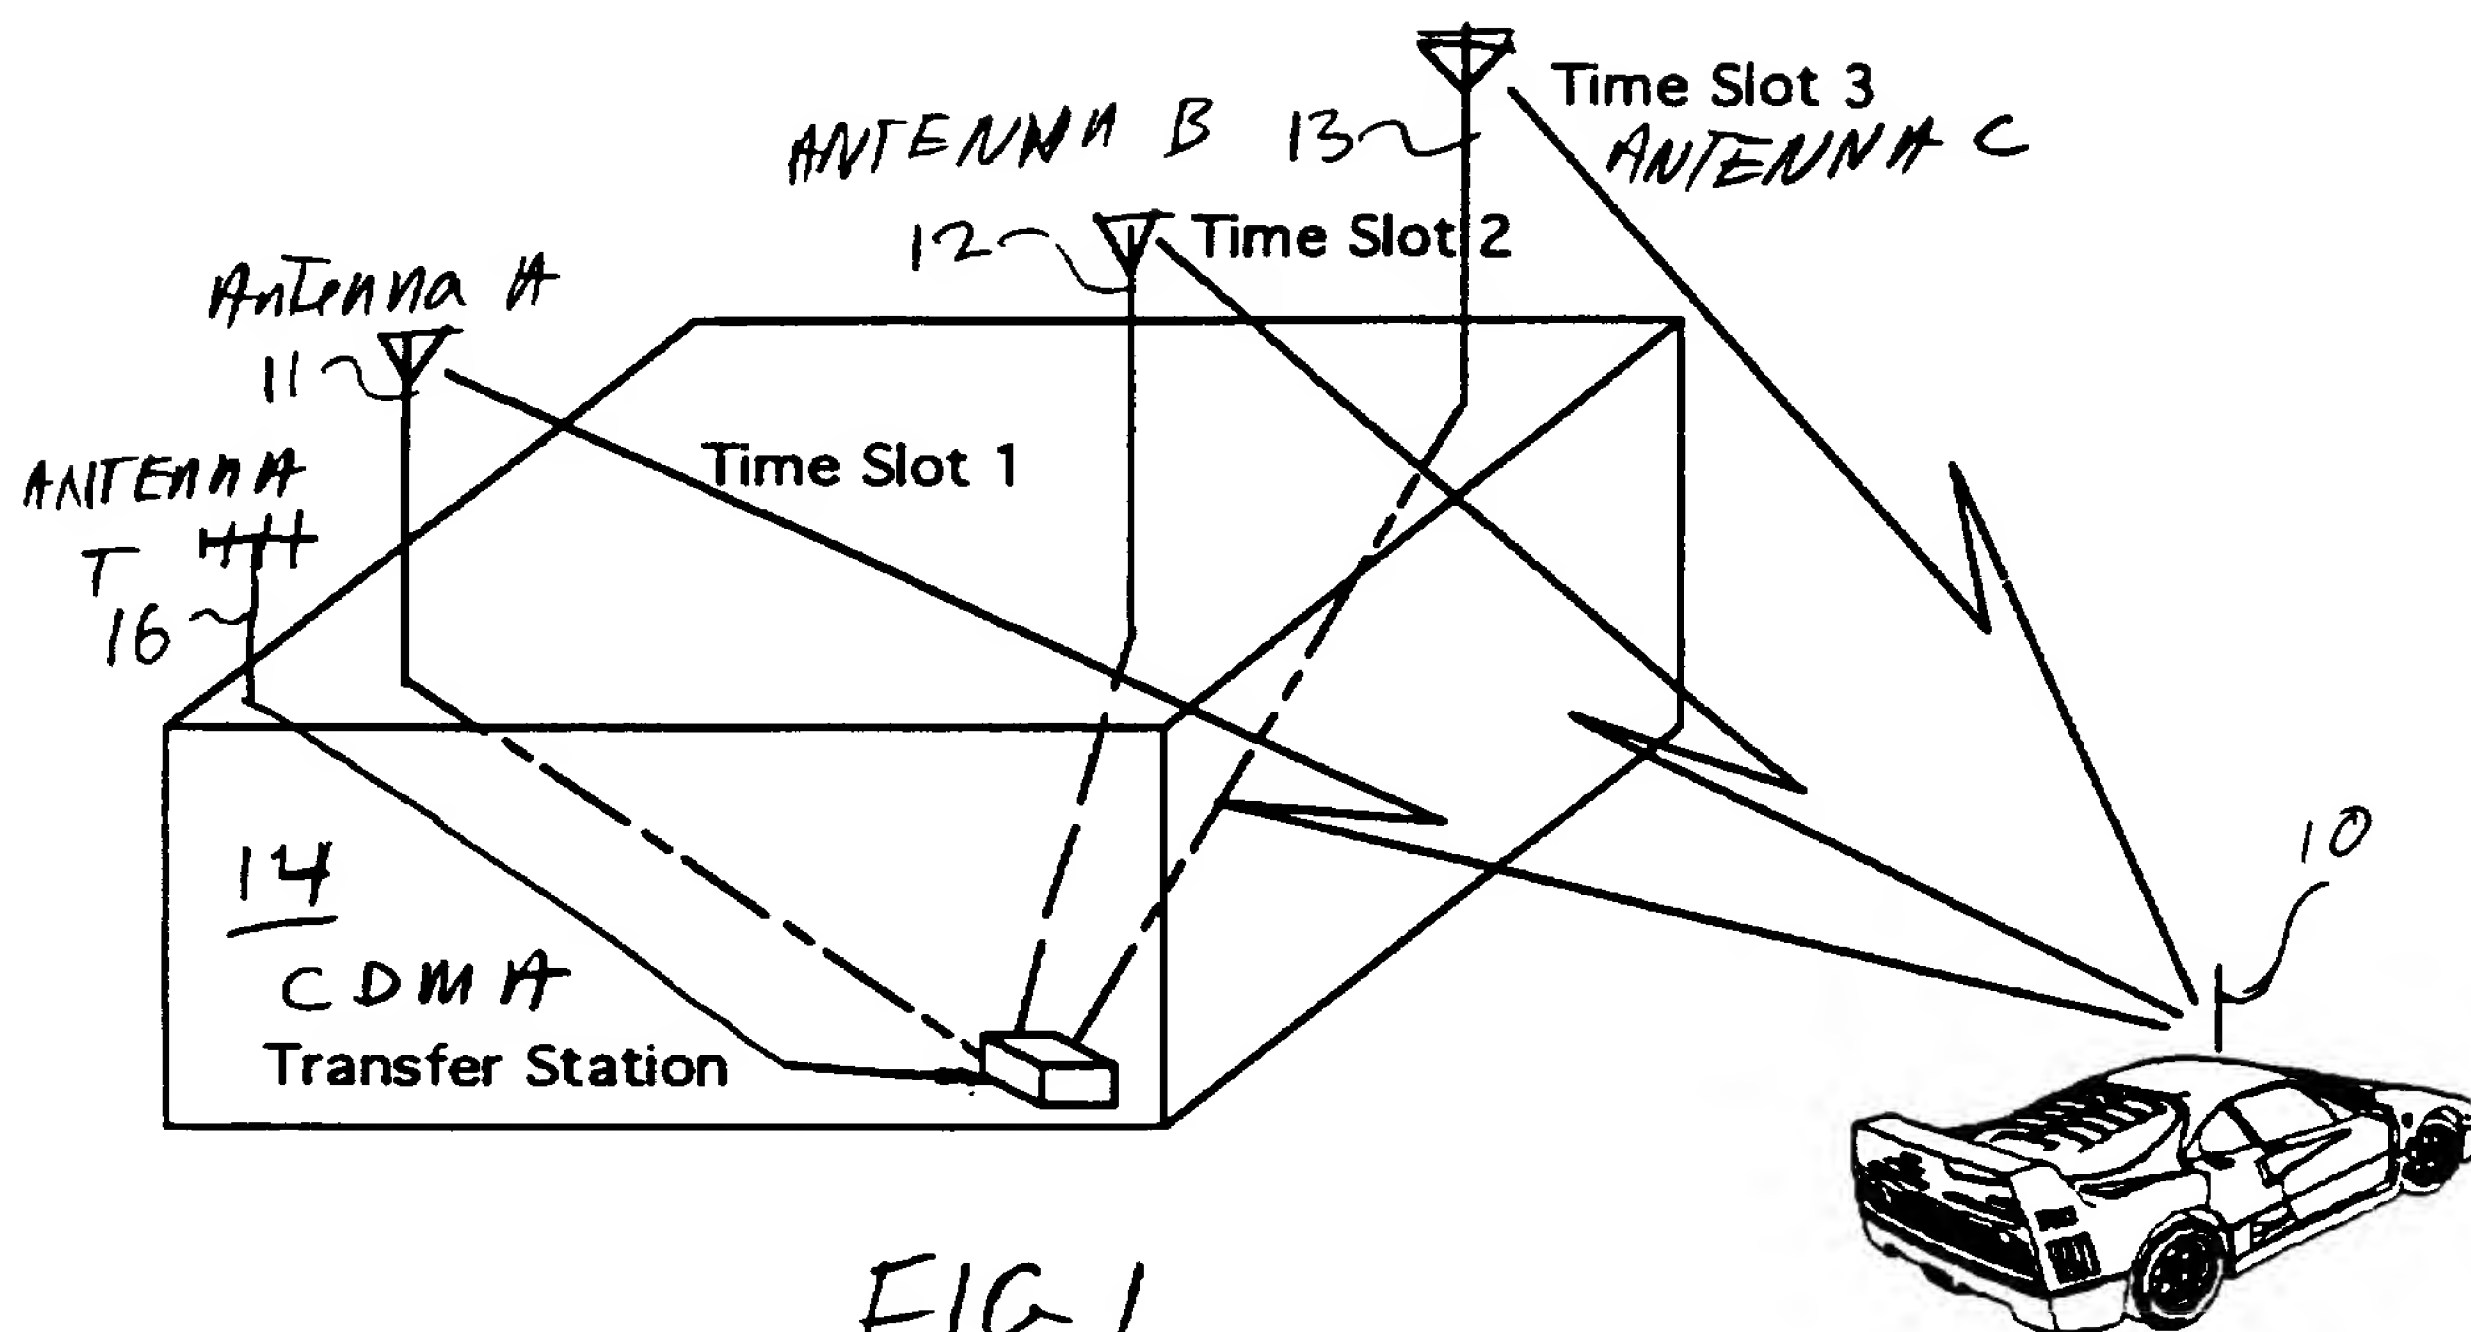 Time Slot 3
ANTENNA B
13
ANTENNA C
12
Time Slot 2
Antenna A
11
Time Slot 1
ANTENNA
T
16
10
14
CDMA
Transfer Station
FIG 1